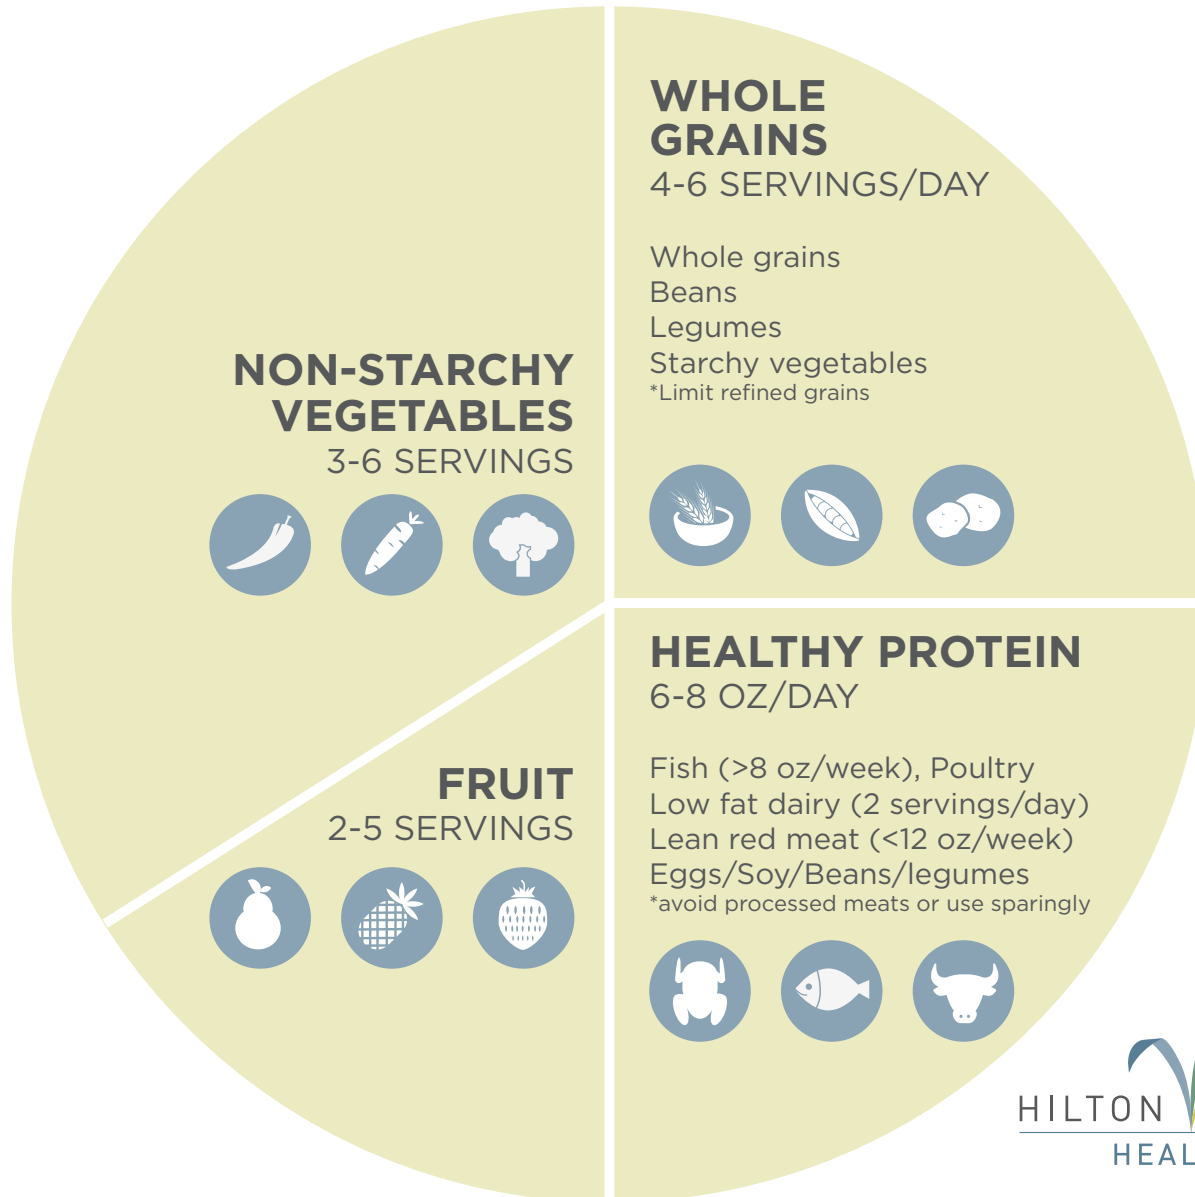 WHOLE
GRAINS
4-6 SERVINGS/DAY
Whole grains
Beans
Legumes
Starchy vegetables
*Limit refined grains
NON-STARCHY
VEGETABLES
3-6 SERVINGS
HEALTHY PROTEIN
6-8 OZ/DAY
Fish (>8 oz/week), Poultry
Low fat dairy (2 servings/day)
Lean red meat (<12 oz/week)
Eggs/Soy/Beans/legumes
*avoid processed meats or use sparingly
FRUIT
2-5 SERVINGS
HILTON
HEAL